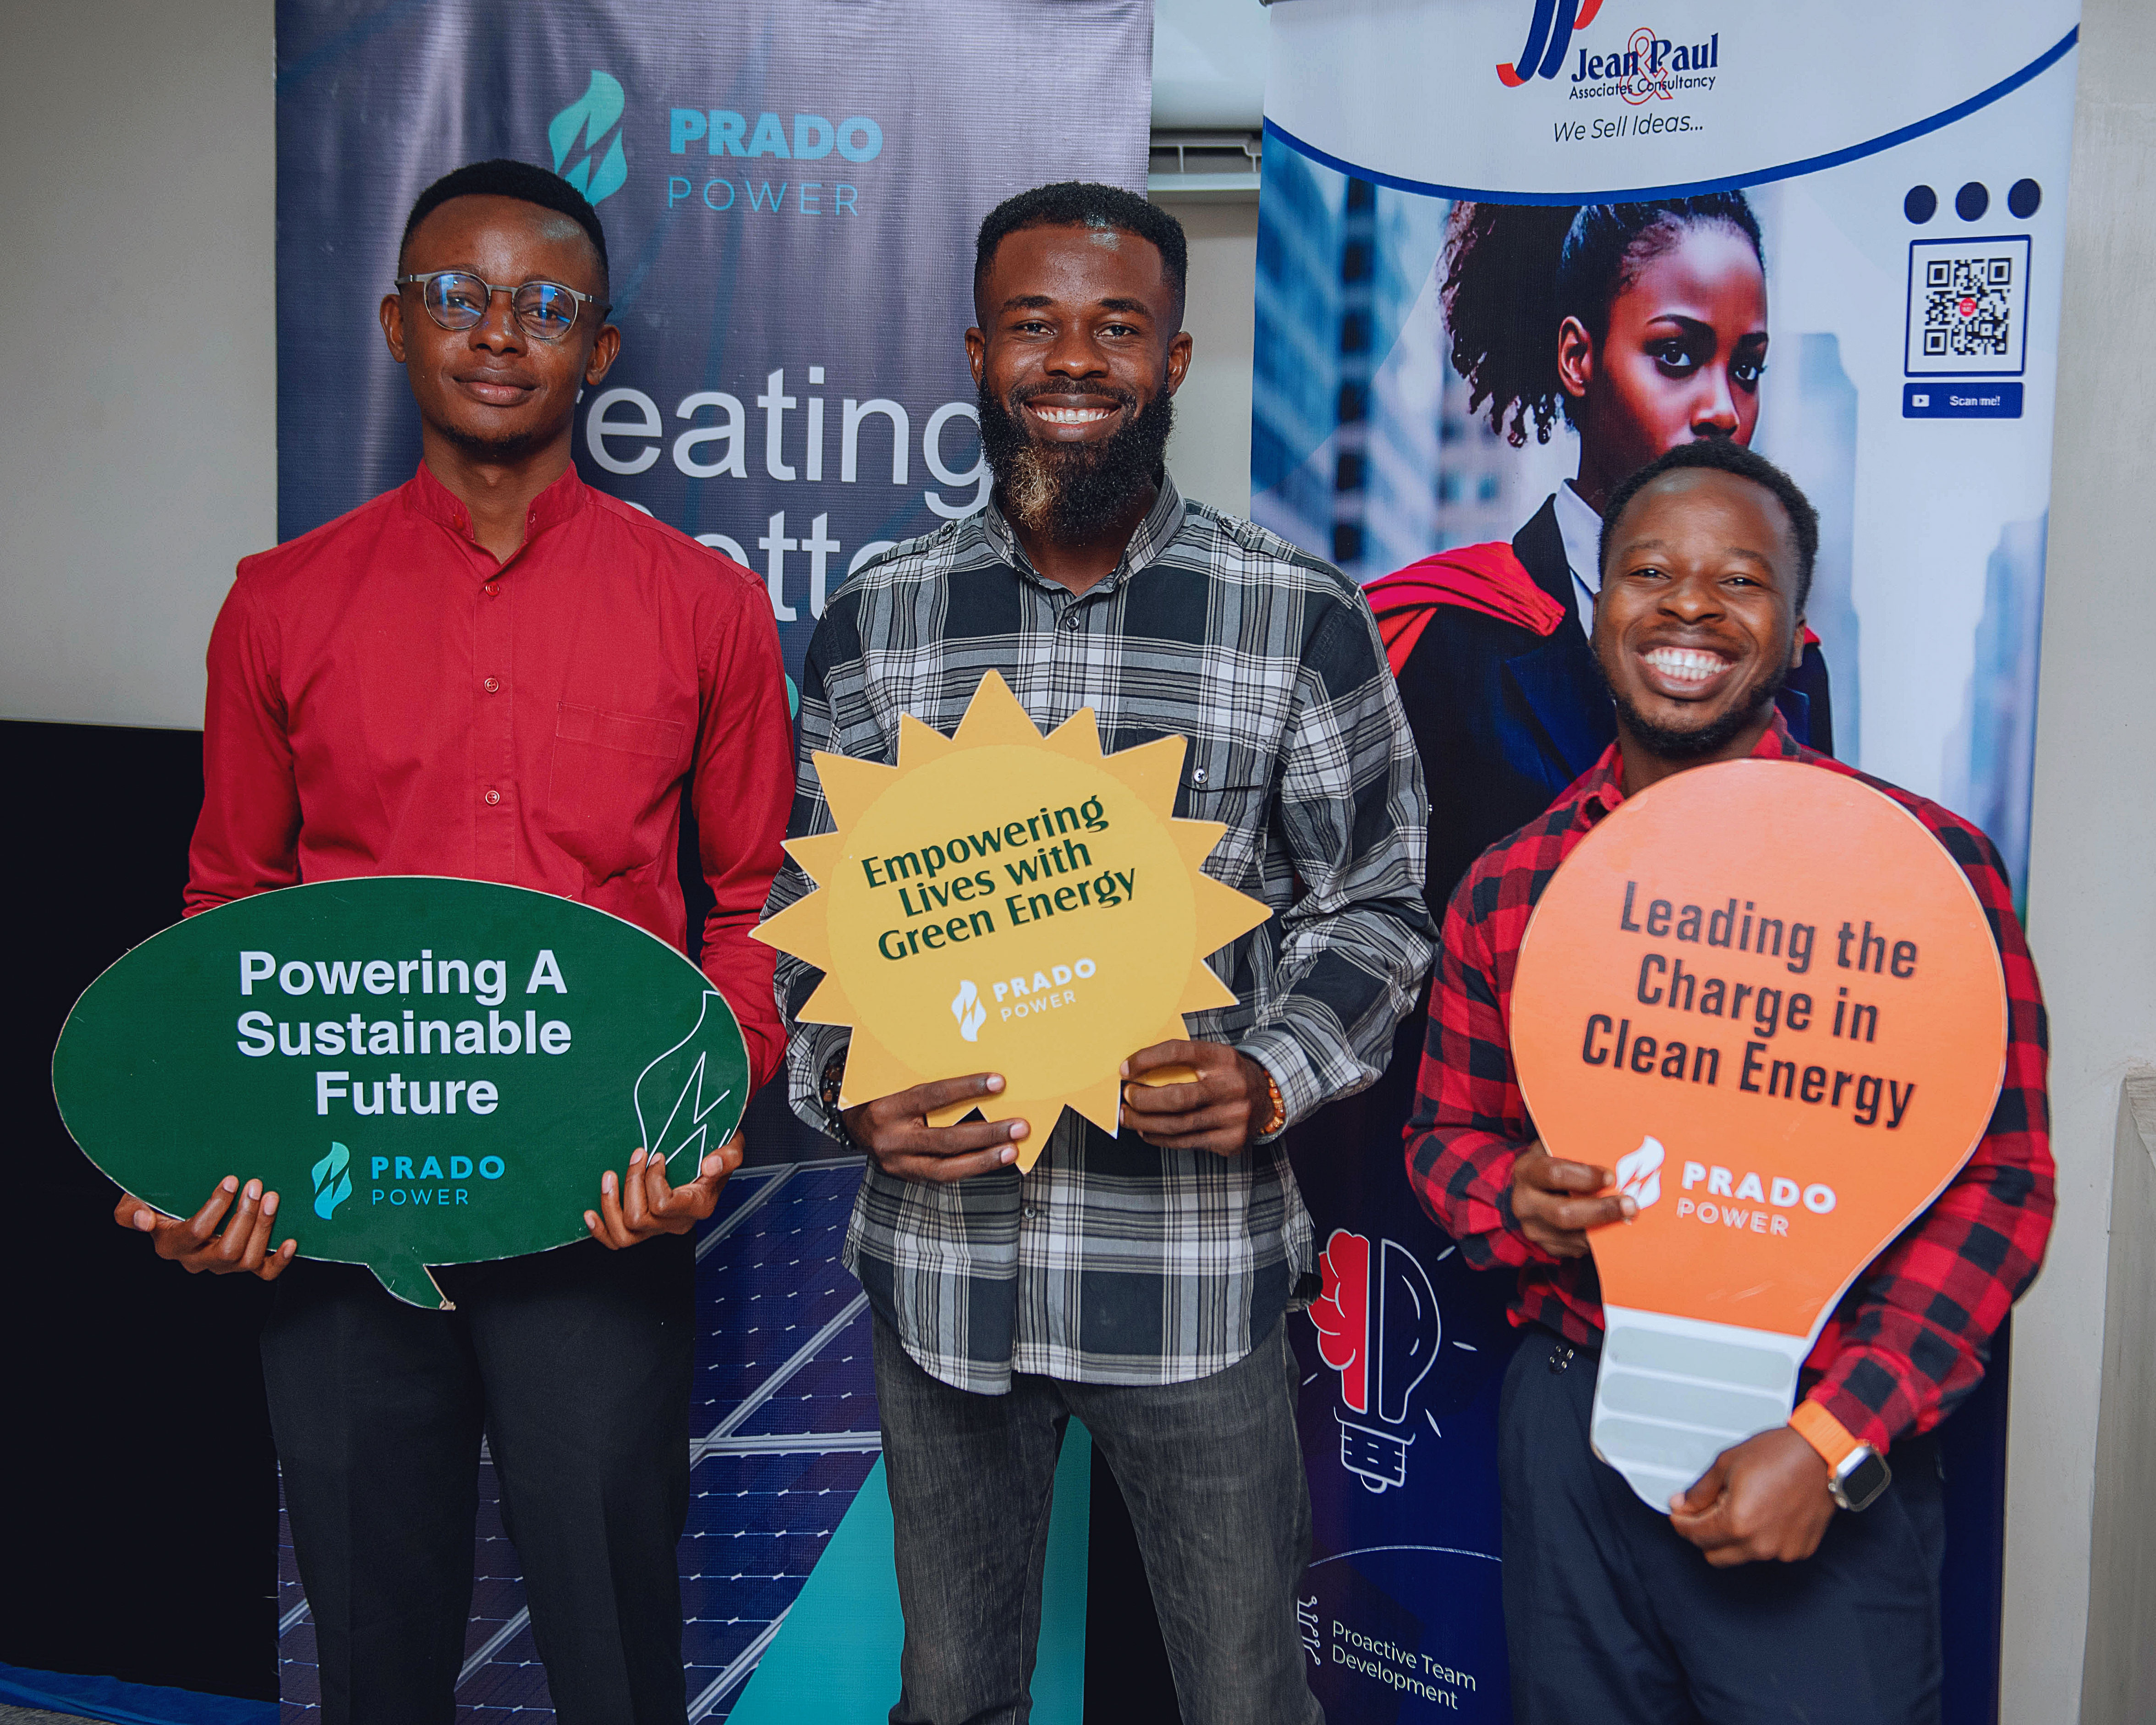 PRADO
POWER
eating
Jean & Paul
Associates Consultancy
We Sell Ideas...
Scan me!
Powering A
Sustainable
Future
PRADO
POWER
Empowering
Lives with
Green Energy
PRADO
POWER
Leading the
Charge in
Clean Energy
PRADO
POWER
Proactive Team
Development